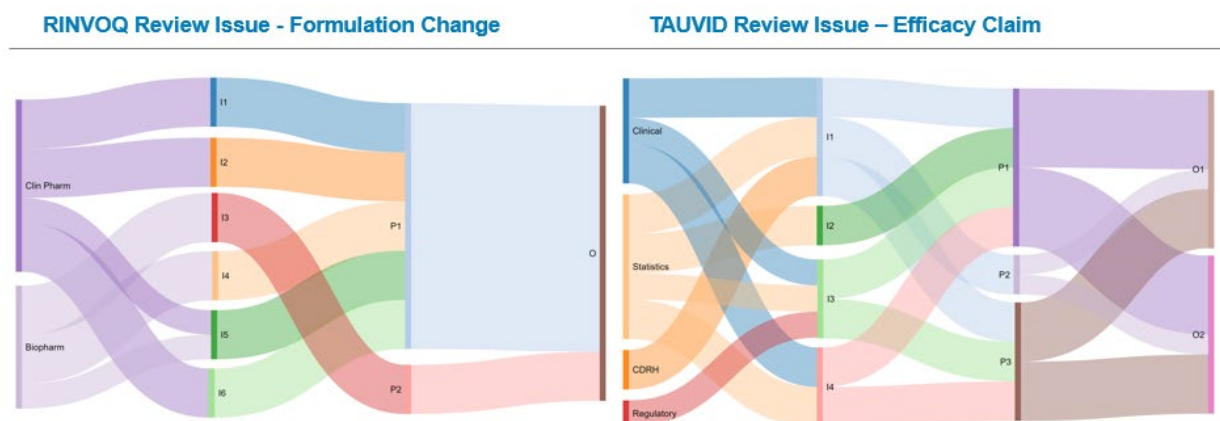 RINVOQ Review Issue - Formulation Change
TAUVID Review Issue – Efficacy Claim
Clin Pharm
Biopharm
I1
I2
I3
I4
I5
I6
P1
P2
O
Clinical
Statistics
CDRH
Regulatory
I1
I2
I3
I4
P1
P2
P3
O1
O2